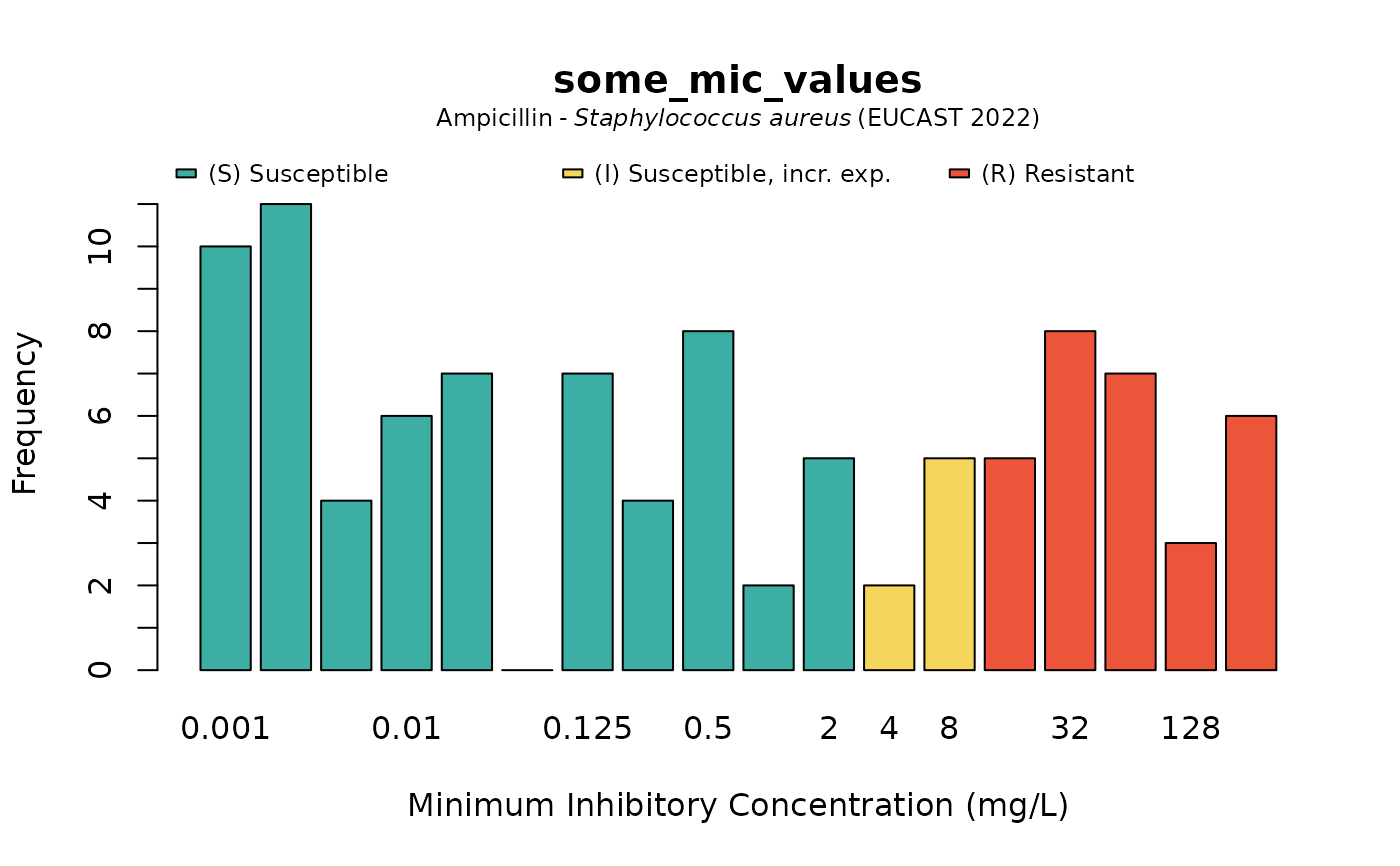 some_mic_values
Ampicillin - Staphylococcus aureus (EUCAST 2022)
(S) Susceptible (I) Susceptible, incr. exp. (R) Resistant
Frequency
10
8
6
4
2
0
0.001 0.01 0.125 0.5 2 4 8 32 128
Minimum Inhibitory Concentration (mg/L)